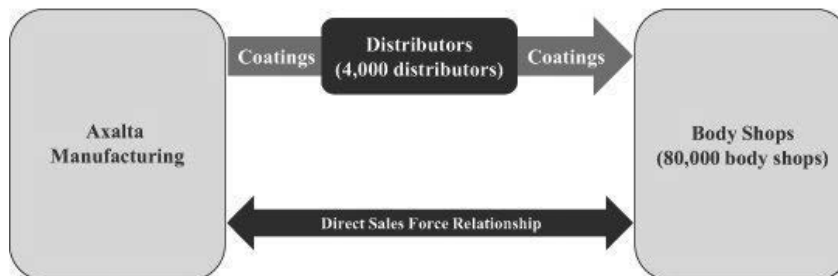 Distributors
(4,000 distributors)
Coatings
Coatings
Axalta
Manufacturing
Body Shops
(80,000 body shops)
Direct Sales Force Relationship